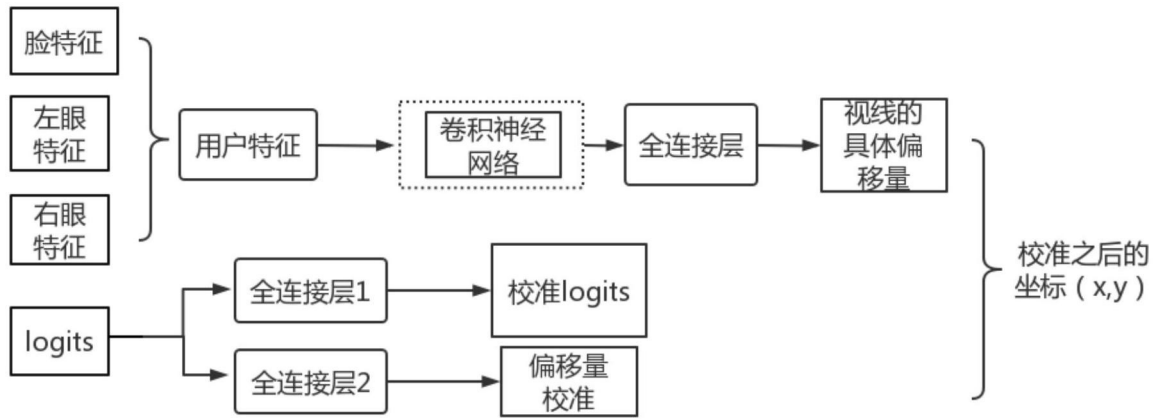 脸特征
左眼
特征
右眼
特征
用户特征
卷积神经
网络
全连接层
视线的
具体偏
移量
logits
全连接层1
校准logits
全连接层2
偏移量
校准
校准之后的
坐标（x,y）